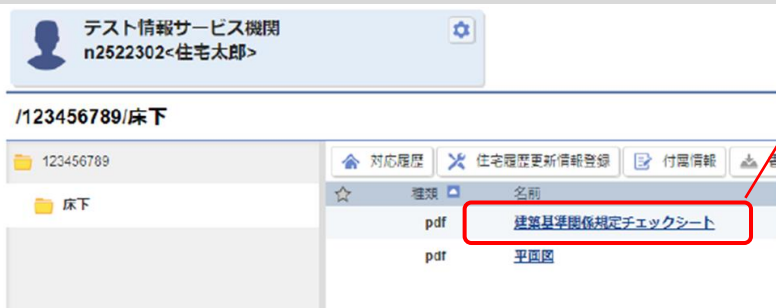 テスト情報サービス機関
n2522302<住宅太郎>
/123456789/床下
123456789
対応履歴 住宅履歴更新情報登録 付属情報
床下
種類 名前
pdf 建築基準関係規定チェックシート
pdf 平面図